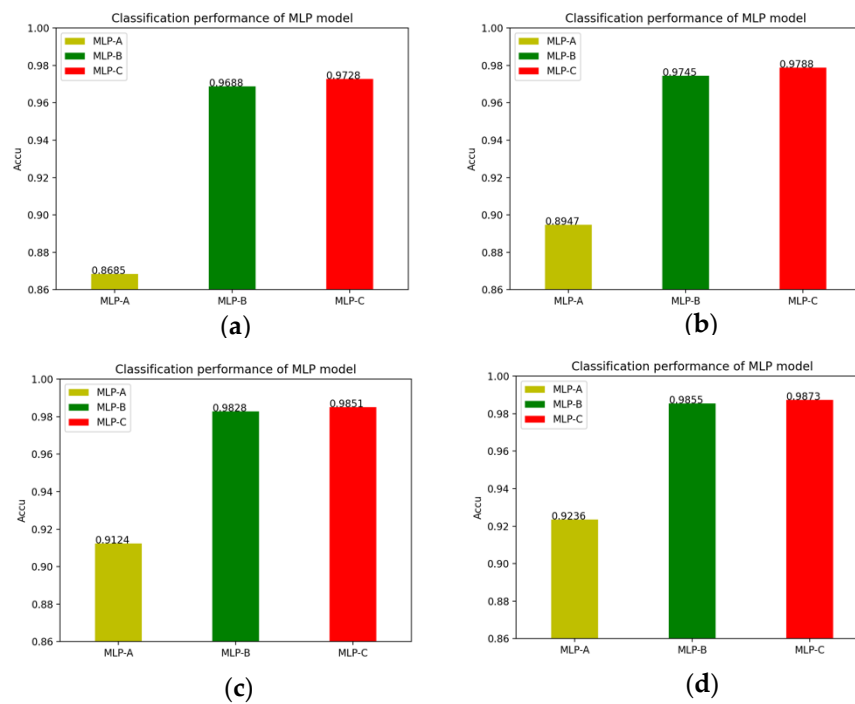 Classification performance of MLP model
1.00
0.98
0.96
0.94
0.92
0.90
0.88
0.86
Accu
MLP-A
MLP-B
MLP-C
0.8685
0.9688
0.9728
MLP-A
MLP-B
MLP-C
(a)
Classification performance of MLP model
1.00
0.98
0.96
0.94
0.92
0.90
0.88
0.86
Accu
MLP-A
MLP-B
MLP-C
0.8947
0.9745
0.9788
MLP-A
MLP-B
MLP-C
(b)
Classification performance of MLP model
1.00
0.98
0.96
0.94
0.92
0.90
0.88
0.86
Accu
MLP-A
MLP-B
MLP-C
0.9124
0.9828
0.9851
MLP-A
MLP-B
MLP-C
(c)
Classification performance of MLP model
1.00
0.98
0.96
0.94
0.92
0.90
0.88
0.86
Accu
MLP-A
MLP-B
MLP-C
0.9236
0.9855
0.9873
MLP-A
MLP-B
MLP-C
(d)